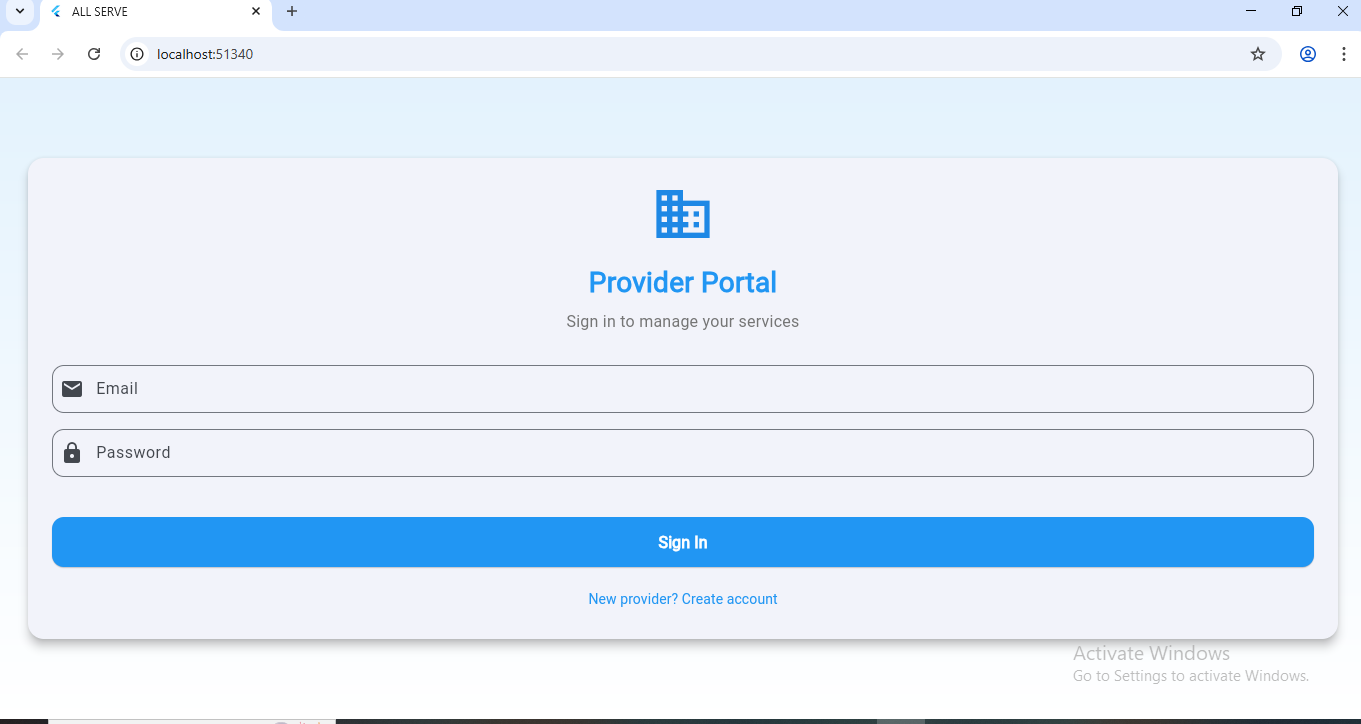 ALL SERVE
localhost:51340
Provider Portal
Sign in to manage your services
Email
Password
Sign In
New provider? Create account
Activate Windows
Go to Settings to activate Windows.